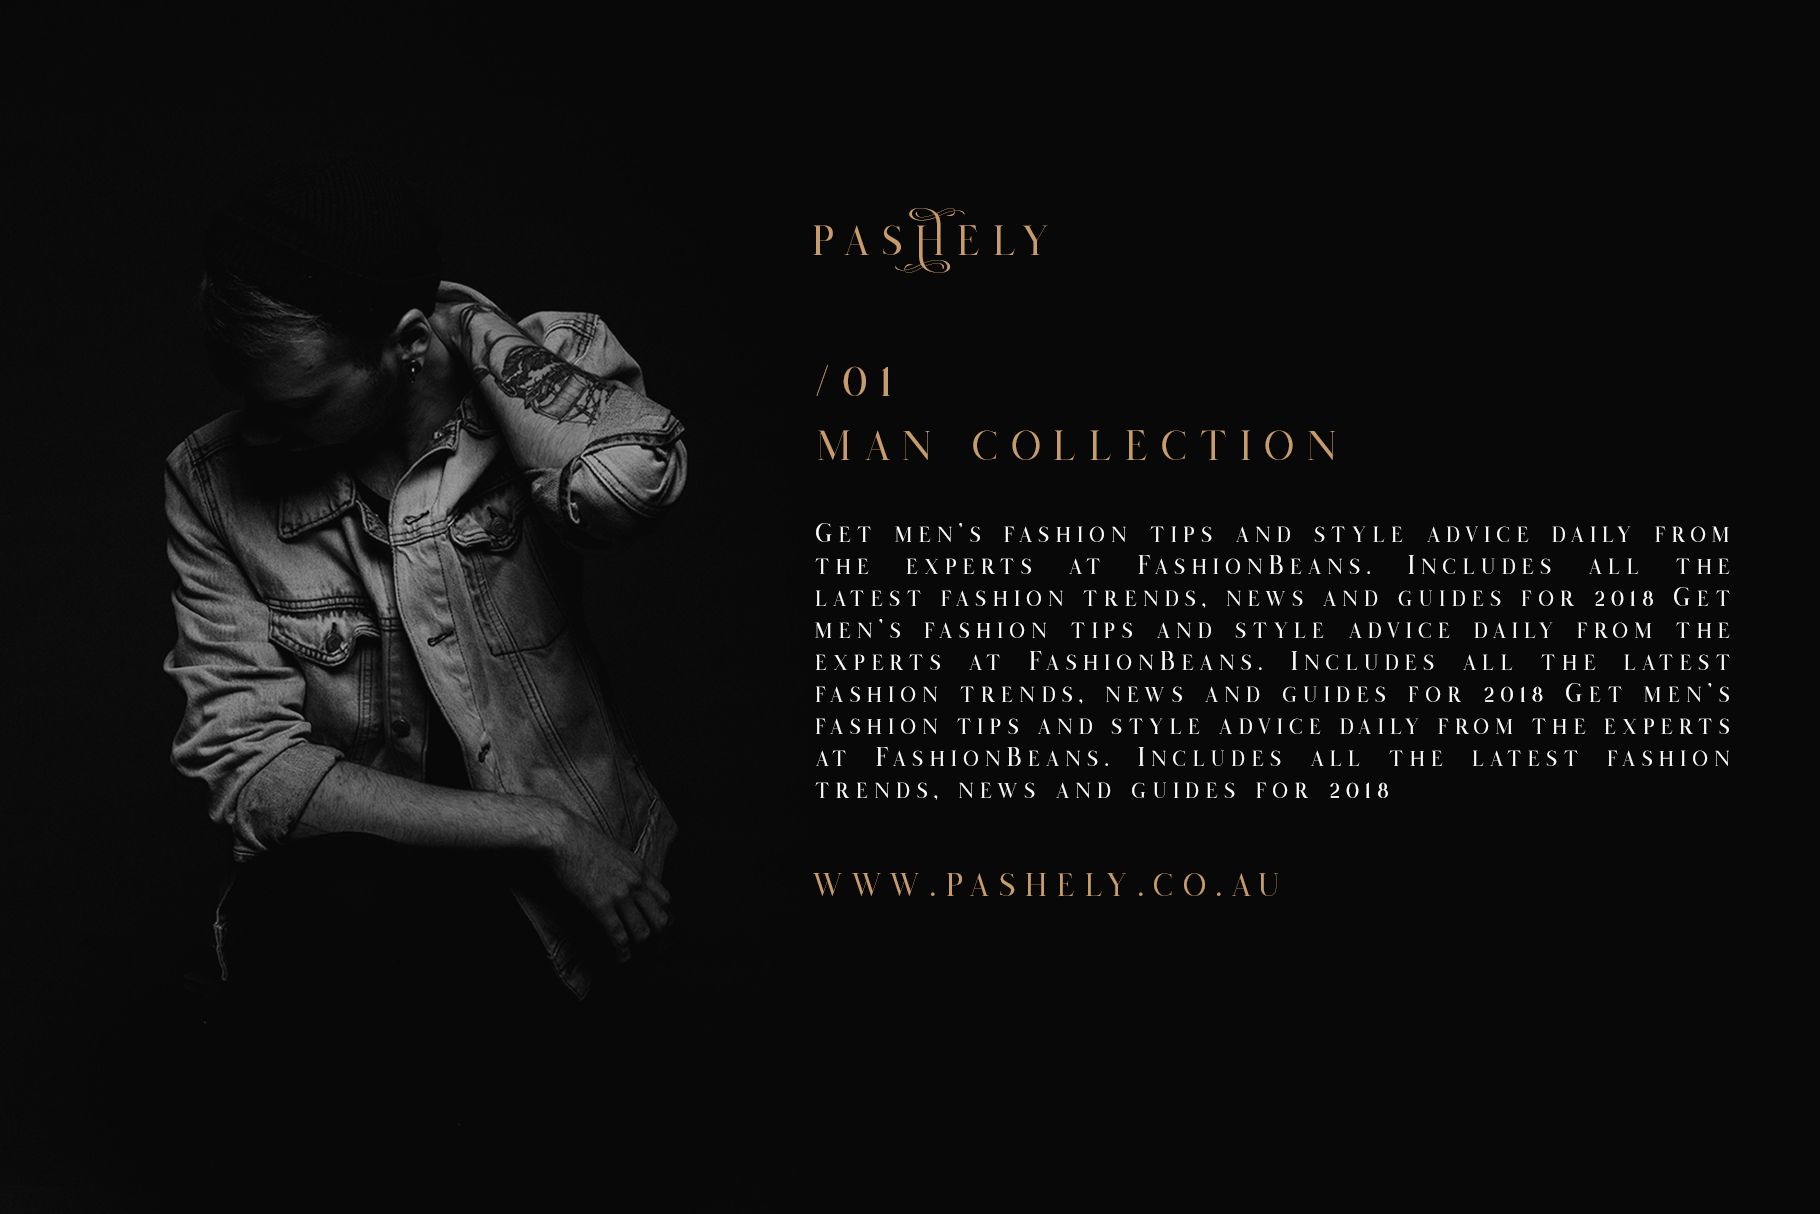 PASHELY
/01
MAN COLLECTION
Get men's fashion tips and style advice daily from
the experts at FashionBeans. Includes all the
latest fashion trends, news and guides for 2018 Get
men's fashion tips and style advice daily from the
experts at FashionBeans. Includes all the latest
fashion trends, news and guides for 2018 Get men's
fashion tips and style advice daily from the experts
at FashionBeans. Includes all the latest fashion
trends, news and guides for 2018
WWW.PASHELY.CO.AU